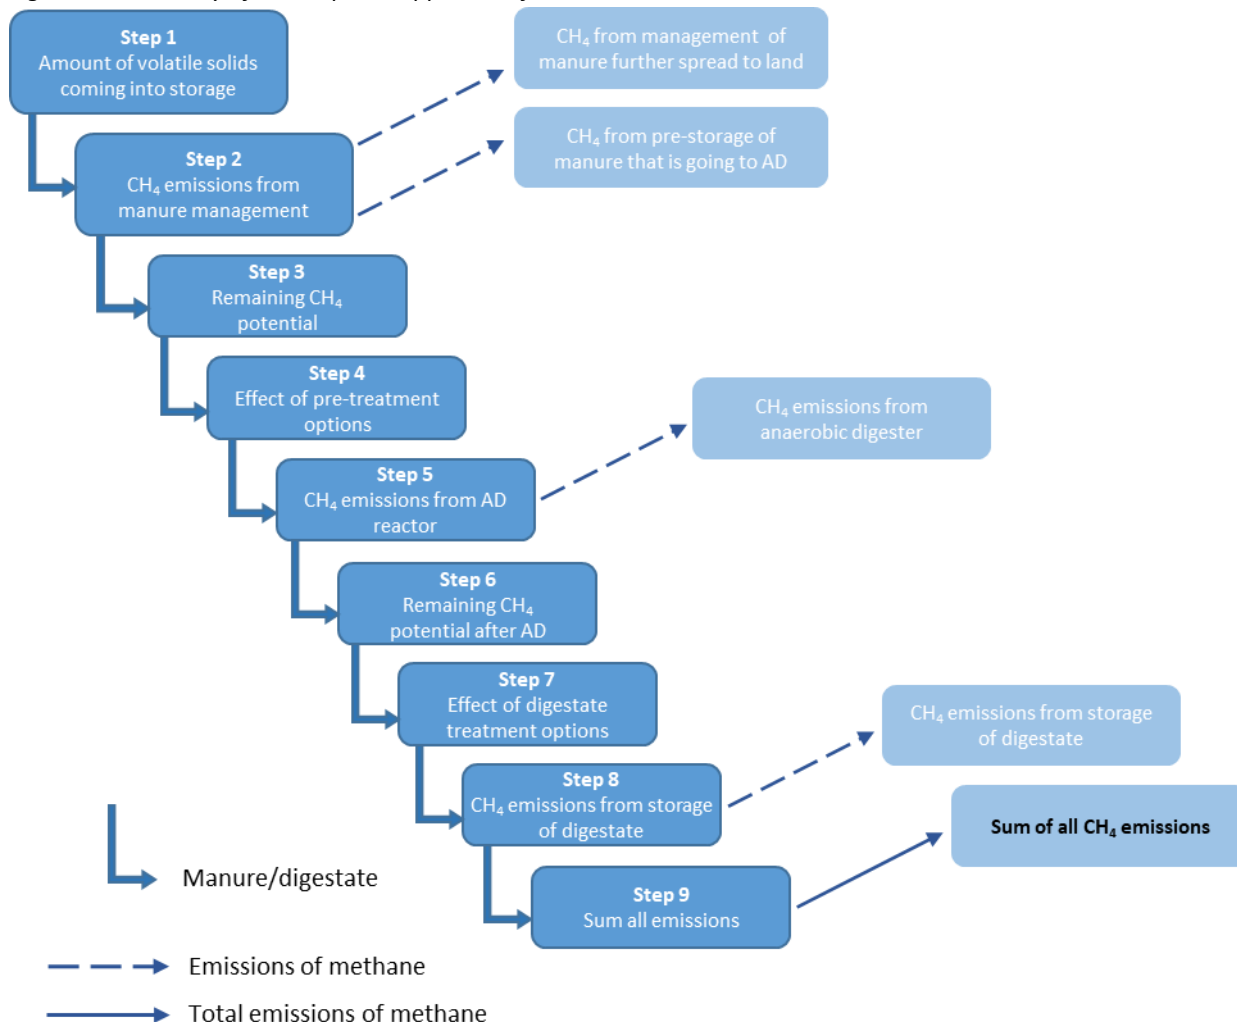 Step 1
Amount of volatile solids
coming into storage
CH₄ from management of
manure further spread to land
Step 2
CH₄ emissions from
manure management
CH₄ from pre-storage of
manure that is going to AD
Step 3
Remaining CH₄
potential
Step 4
Effect of pre-treatment
options
CH₄ emissions from
anaerobic digester
Step 5
CH₄ emissions from AD
reactor
Step 6
Remaining CH₄
potential after AD
Step 7
Effect of digestate
treatment options
CH₄ emissions from storage
of digestate
Step 8
CH₄ emissions from storage
of digestate
Sum of all CH₄ emissions
Step 9
Sum all emissions
Manure/digestate
Emissions of methane
Total emissions of methane